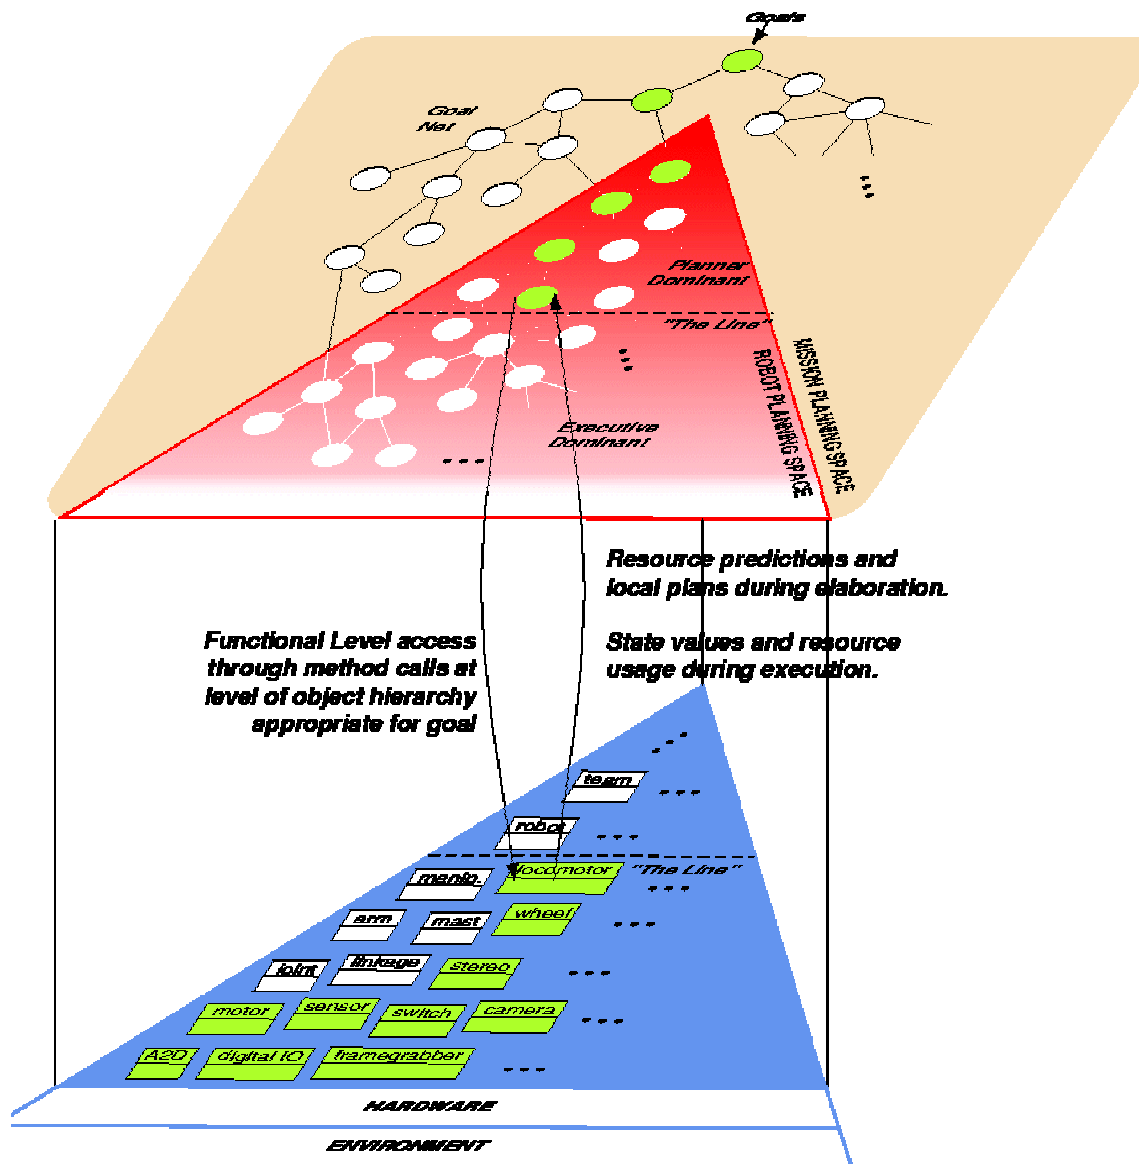 Goals
Goal
Net
Planner
Dominant
"The Line"
MISSION PLANNING SPACE
ROBOT PLANNING SPACE
Executive
Dominant
Resource predictions and
local plans during elaboration.
State values and resource
usage during execution.
Functional Level access
through method calls at
level of object hierarchy
appropriate for goal
team
robot
"The Line"
manip.
locomotor
arm
mast
wheel
joint
linkage
stereo
motor
sensor
switch
camera
A2D
digital IO
framegrabber
HARDWARE
ENVIRONMENT